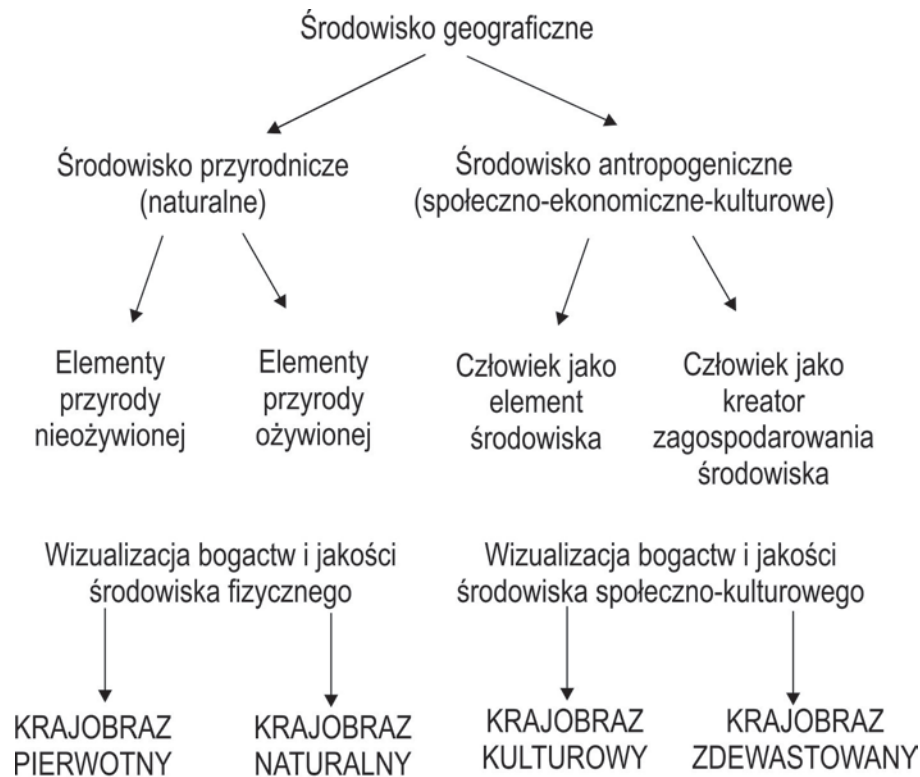 Środowisko geograficzne
Środowisko przyrodnicze
(naturalne)
Środowisko antropogeniczne
(społeczno-ekonomiczne-kulturowe)
Elementy
przyrody
nieożywionej
Elementy
przyrody
ożywionej
Człowiek jako
element
środowiska
Człowiek jako
kreator
zagospodarowania
środowiska
Wizualizacja bogactw i jakości
środowiska fizycznego
Wizualizacja bogactw i jakości
środowiska społeczno-kulturowego
KRAJOBRAZ
PIERWOTNY
KRAJOBRAZ
NATURALNY
KRAJOBRAZ
KULTUROWY
KRAJOBRAZ
ZDEWASTOWANY